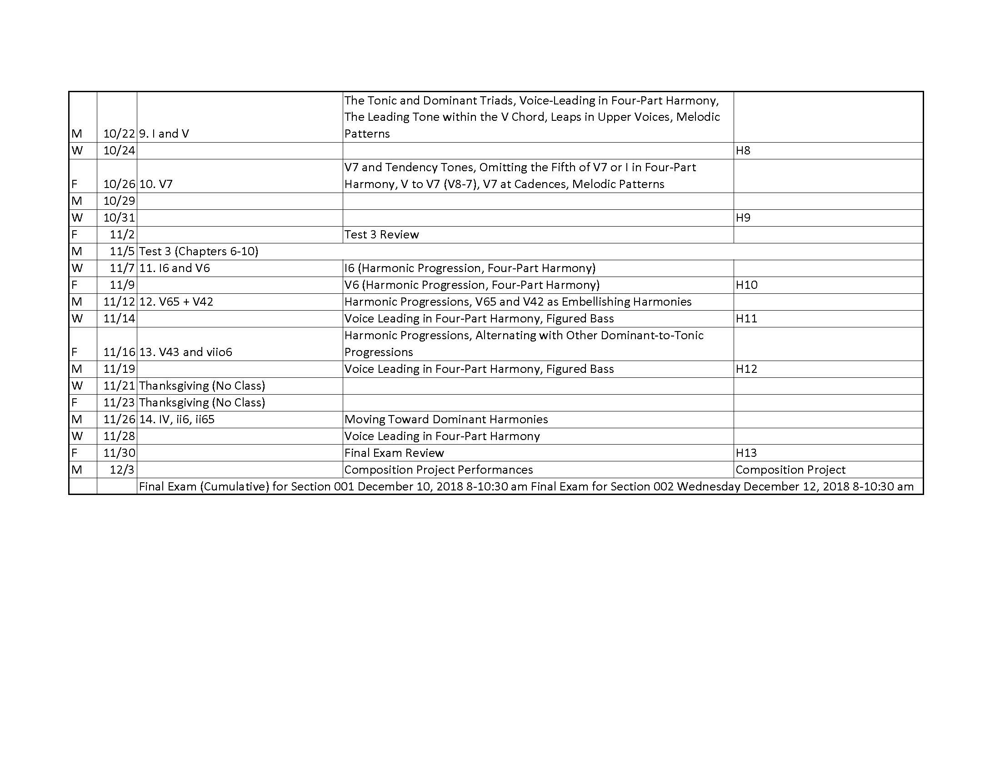 The Tonic and Dominant Triads, Voice-Leading in Four-Part Harmony,
The Leading Tone within the V Chord, Leaps in Upper Voices, Melodic
M 10/22 9. I and V Patterns
W 10/24 H8
V7 and Tendency Tones, Omitting the Fifth of V7 or I in Four-Part
F 10/26 10. V7 Harmony, V to V7 (V8-7), V7 at Cadences, Melodic Patterns
M 10/29
W 10/31 H9
F 11/2 Test 3 Review
M 11/5 Test 3 (Chapters 6-10)
W 11/7 11. I6 and V6 I6 (Harmonic Progression, Four-Part Harmony)
F 11/9 V6 (Harmonic Progression, Four-Part Harmony) H10
M 11/12 12. V65 + V42 Harmonic Progressions, V65 and V42 as Embellishing Harmonies
W 11/14 Voice Leading in Four-Part Harmony, Figured Bass H11
Harmonic Progressions, Alternating with Other Dominant-to-Tonic
F 11/16 13. V43 and viio6 Progressions
M 11/19 Voice Leading in Four-Part Harmony, Figured Bass H12
W 11/21 Thanksgiving (No Class)
F 11/23 Thanksgiving (No Class)
M 11/26 14. IV, ii6, ii65 Moving Toward Dominant Harmonies
W 11/28 Voice Leading in Four-Part Harmony
F 11/30 Final Exam Review H13
M 12/3 Composition Project Performances Composition Project
Final Exam (Cumulative) for Section 001 December 10, 2018 8-10:30 am Final Exam for Section 002 Wednesday December 12, 2018 8-10:30 am